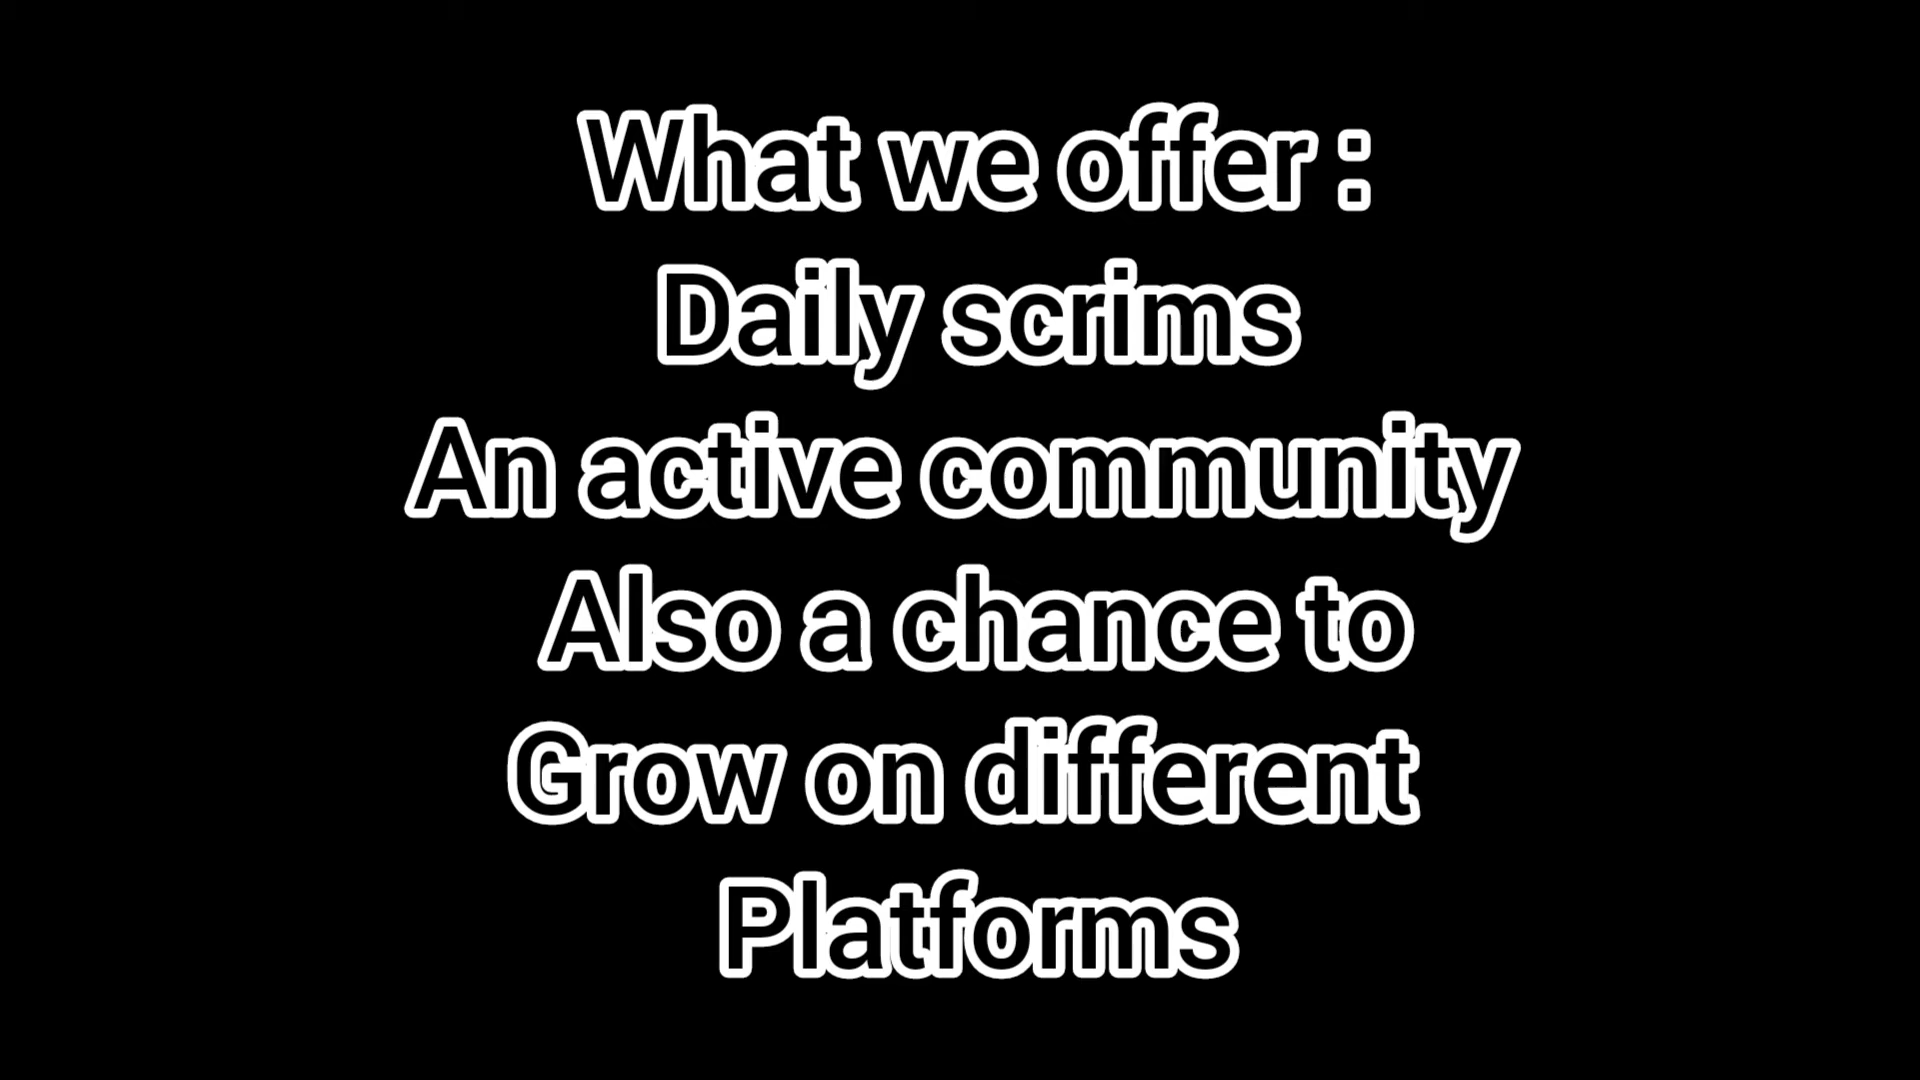 What we offer :
Daily scrims
An active community
Also a chance to
Grow on different
Platforms